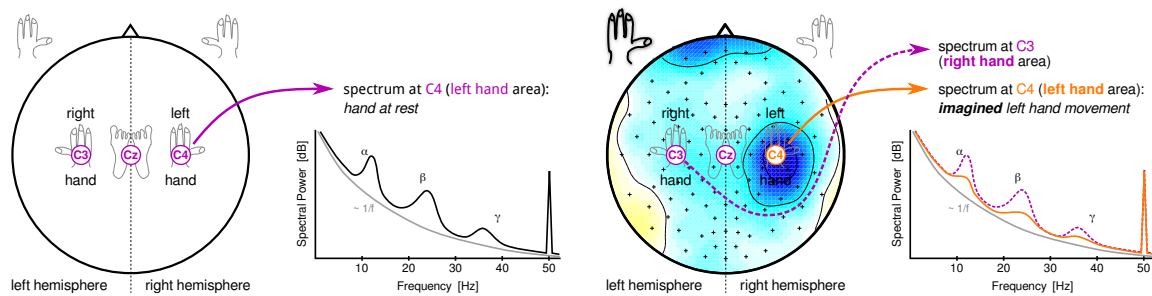 right
left
C3
Cz
C4
hand
hand
left hemisphere
right hemisphere
spectrum at C4 (left hand area):
hand at rest
Spectral Power [dB]
α
β
γ
~ 1/f
10
20
30
40
50
Frequency [Hz]
right
left
C3
Cz
C4
hand
hand
left hemisphere
right hemisphere
spectrum at C3
(right hand area)
spectrum at C4 (left hand area):
imagined left hand movement
Spectral Power [dB]
α
β
γ
~ 1/f
10
20
30
40
50
Frequency [Hz]